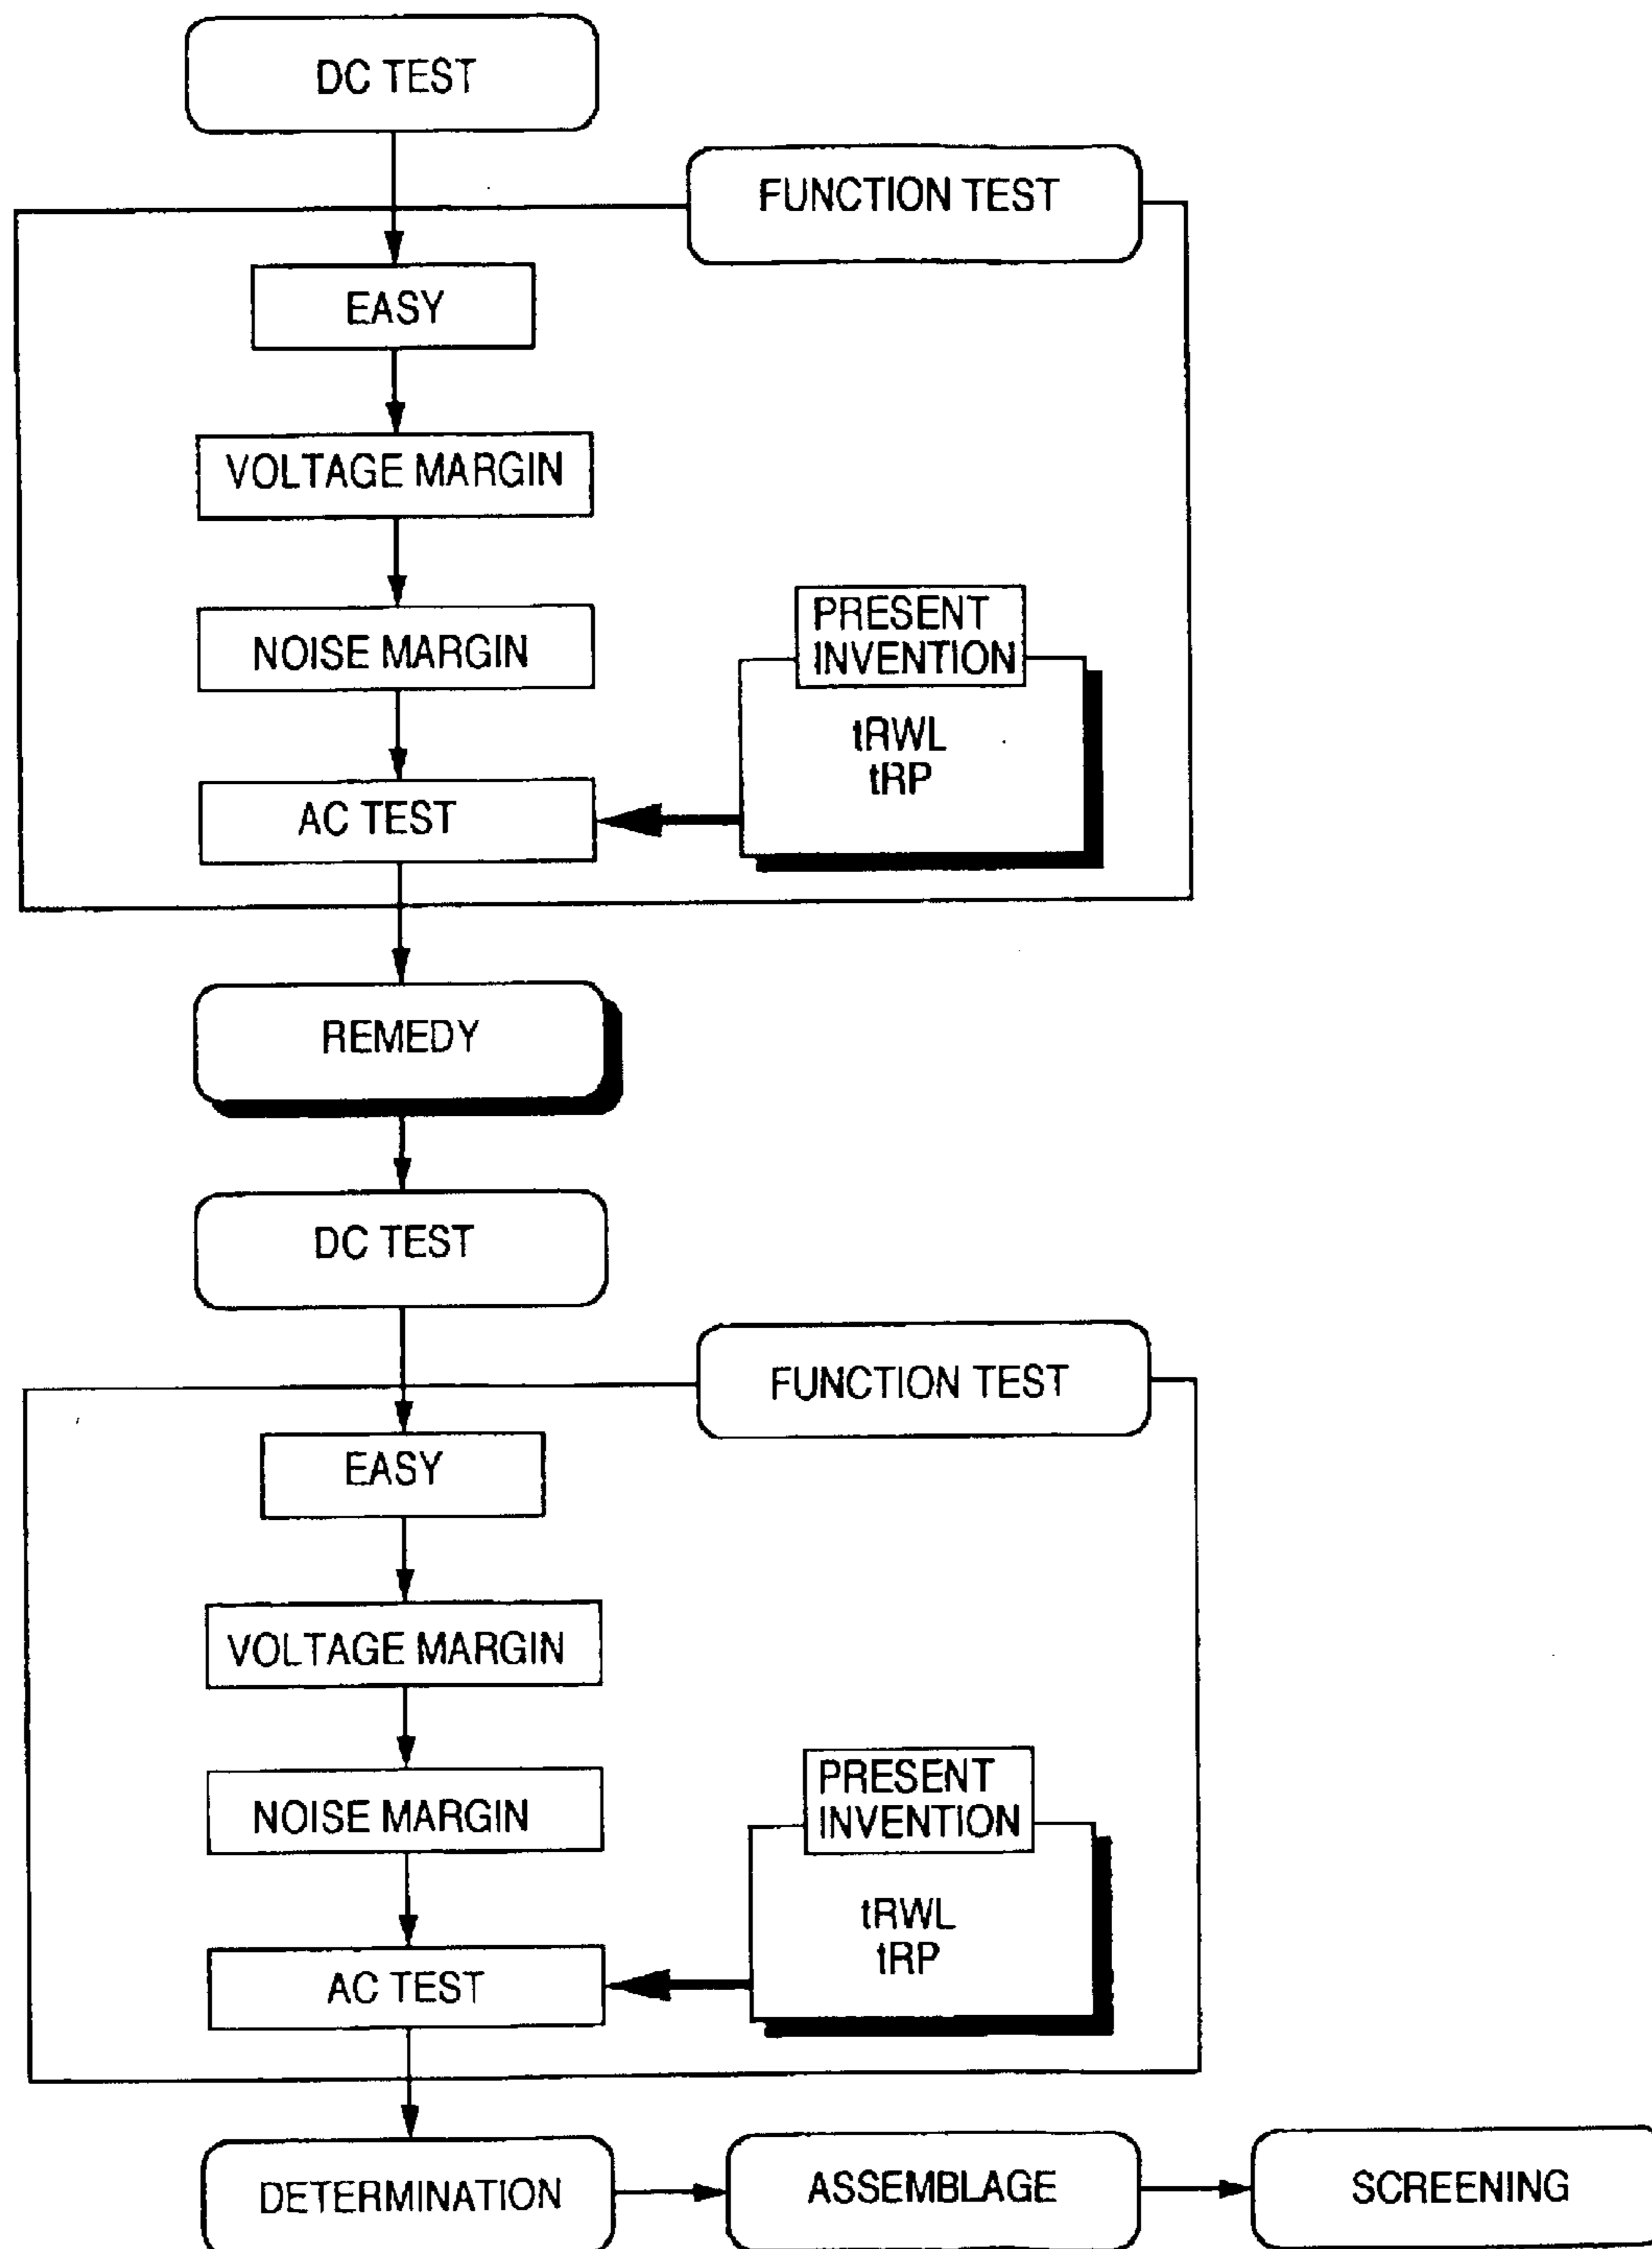 DC TEST
FUNCTION TEST
EASY
VOLTAGE MARGIN
NOISE MARGIN
PRESENT
INVENTION
tRWL
tRP
AC TEST
REMEDY
DC TEST
FUNCTION TEST
EASY
VOLTAGE MARGIN
NOISE MARGIN
PRESENT
INVENTION
tRWL
tRP
AC TEST
DETERMINATION
ASSEMBLAGE
SCREENING